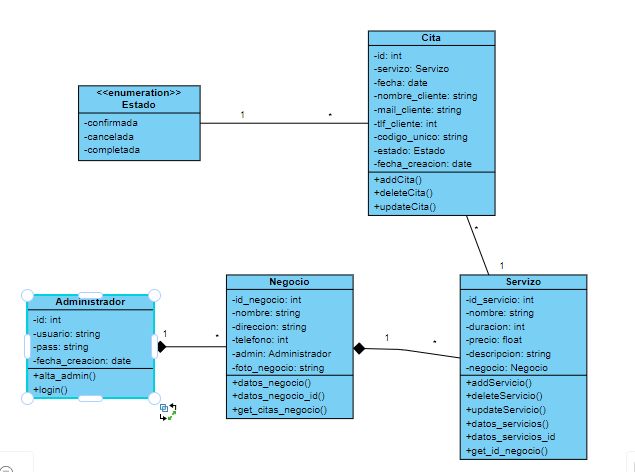 Cita
-id: int
-servizo: Servizo
-fecha: date
-nombre_cliente: string
-mail_cliente: string
-tlf_cliente: int
-codigo_unico: string
-estado: Estado
-fecha_creacion: date
+addCita()
+deleteCita()
+updateCita()
<<enumeration>>
Estado
-confirmada
-cancelada
-completada
1
*
*
1
Administrador
-id: int
-usuario: string
-pass: string
-fecha_creacion: date
+alta_admin()
+login()
1
*
Negocio
-id_negocio: int
-nombre: string
-direccion: string
-telefono: int
-admin: Administrador
-foto_negocio: string
+datos_negocio()
+datos_negocio_id()
+get_citas_negocio()
1
*
Servizo
-id_servicio: int
-nombre: string
-duracion: int
-precio: float
-descripcion: string
-negocio: Negocio
+addServicio()
+deleteServicio()
+updateServicio()
+datos_servicios()
+datos_servicios_id
+get_id_negocio()